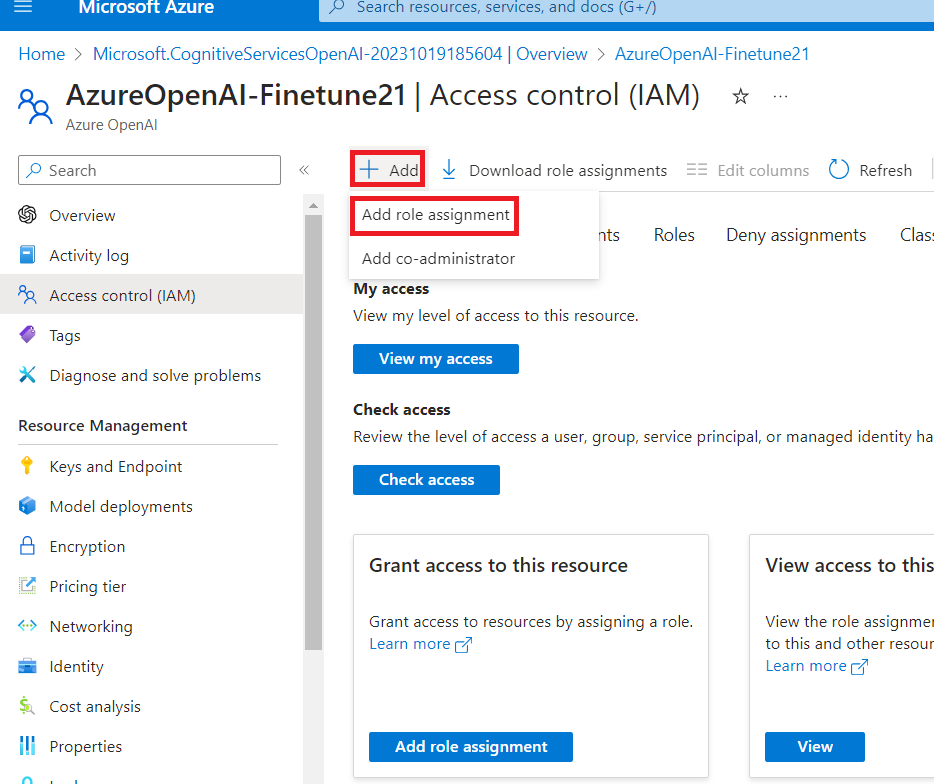 Microsoft Azure
Search resources, services, and docs (G+/)
Home > Microsoft.CognitiveServicesOpenAI-20231019185604 | Overview > AzureOpenAI-Finetune21
AzureOpenAI-Finetune21 | Access control (IAM)
Azure OpenAI
Search
Overview
Activity log
Access control (IAM)
Tags
Diagnose and solve problems
Resource Management
Keys and Endpoint
Model deployments
Encryption
Pricing tier
Networking
Identity
Cost analysis
Properties
Add
Download role assignments
Edit columns
Refresh
Add role assignment
Add co-administrator
nts
Roles
Deny assignments
Clas
My access
View my level of access to this resource.
View my access
Check access
Review the level of access a user, group, service principal, or managed identity ha
Check access
Grant access to this resource
Grant access to resources by assigning a role.
Learn more
Add role assignment
View access to this
View the role assignme
to this and other resour
Learn more
View